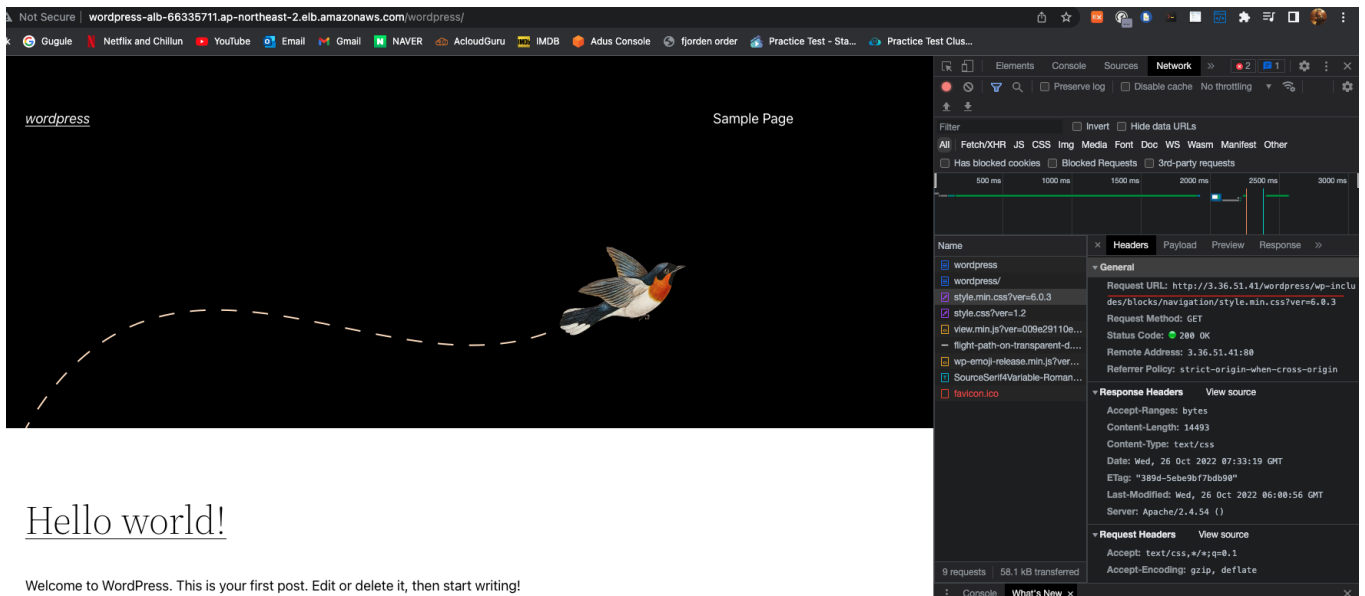 Not Secure | wordpress-alb-66335711.ap-northeast-2.elb.amazonaws.com/wordpress/
k Gugule Netflix and Chillun YouTube Email Gmail NAVER AcloudGuru IMDB Adus Console fjorden order Practice Test - Sta... Practice Test Clus...
Elements Console Sources Network » 2 1
Preserve log Disable cache No throttling
wordpress Sample Page
Filter Invert Hide data URLs
All Fetch/XHR JS CSS Img Media Font Doc WS Wasm Manifest Other
Has blocked cookies Blocked Requests 3rd-party requests
500 ms 1000 ms 1500 ms 2000 ms 2500 ms 3000 ms
Name
wordpress
wordpress/
style.min.css?ver=6.0.3
style.css?ver=1.2
view.min.js?ver=009e29110e...
flight-path-on-transparent-d....
wp-emoji-release.min.js?ver...
SourceSerif4Variable-Roman...
favicon.ico
9 requests 58.1 kB transferred
× Headers Payload Preview Response »
General
Request URL: http://3.36.51.41/wordpress/wp-inclu
des/blocks/navigation/style.min.css?ver=6.0.3
Request Method: GET
Status Code: 200 OK
Remote Address: 3.36.51.41:80
Referrer Policy: strict-origin-when-cross-origin
Response Headers View source
Accept-Ranges: bytes
Content-Length: 14493
Content-Type: text/css
Date: Wed, 26 Oct 2022 07:33:19 GMT
ETag: "389d-5ebe9bf7bdb90"
Last-Modified: Wed, 26 Oct 2022 06:00:56 GMT
Server: Apache/2.4.54 ()
Request Headers View source
Accept: text/css,*/*;q=0.1
Accept-Encoding: gzip, deflate
Console What's New ×
Hello world!
Welcome to WordPress. This is your first post. Edit or delete it, then start writing!